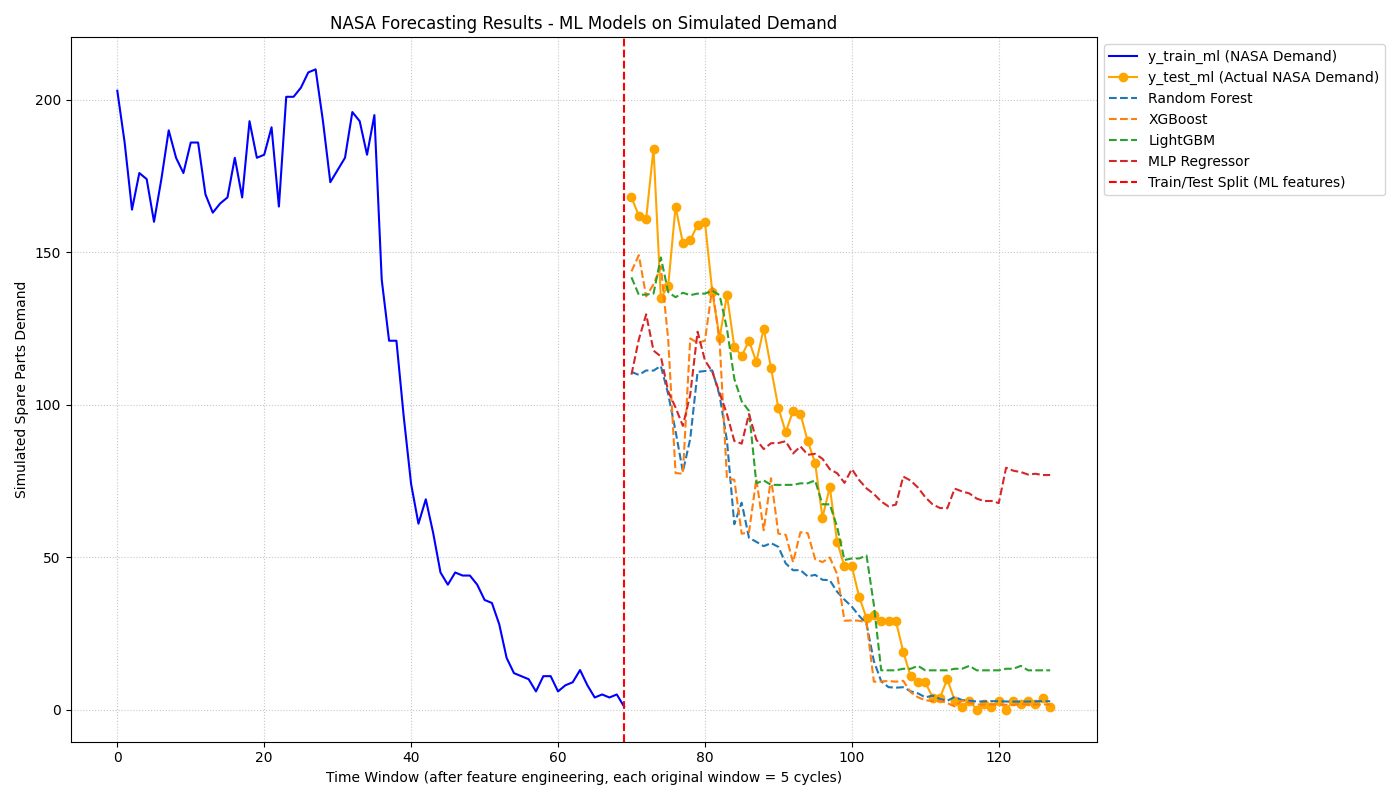 NASA Forecasting Results - ML Models on Simulated Demand
Simulated Spare Parts Demand
200
150
100
50
0
0 20 40 60 80 100 120
Time Window (after feature engineering, each original window = 5 cycles)
y_train_ml (NASA Demand)
y_test_ml (Actual NASA Demand)
Random Forest
XGBoost
LightGBM
MLP Regressor
Train/Test Split (ML features)